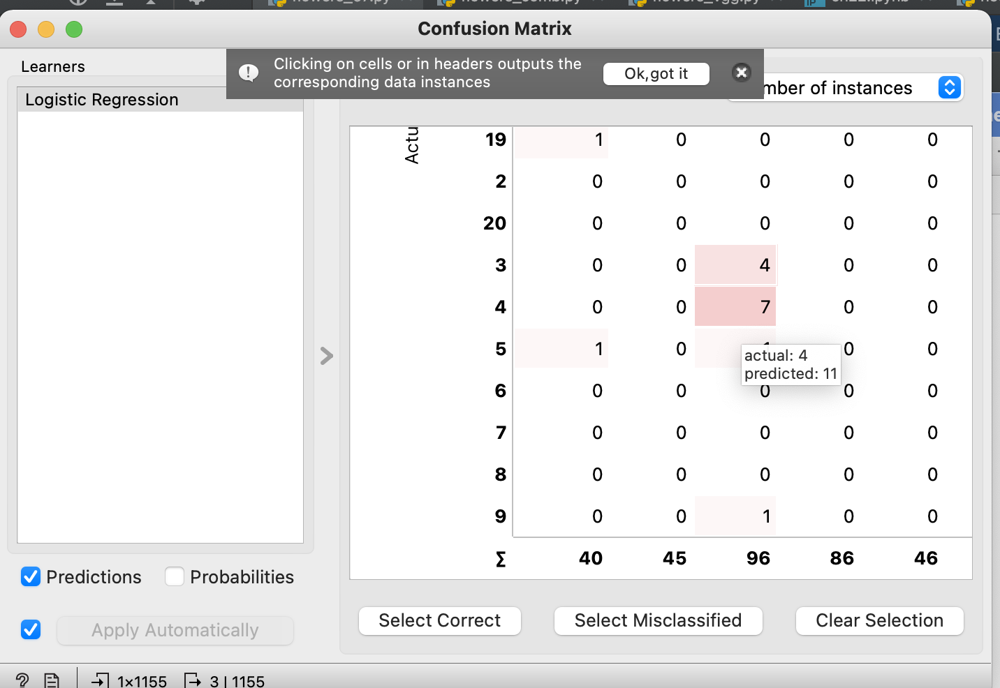 Confusion Matrix
Learners
Clicking on cells or in headers outputs the
corresponding data instances
Ok,got it
mber of instances
Logistic Regression
Actu
19 1 0 0 0 0
2 0 0 0 0 0
20 0 0 0 0 0
3 0 0 4 0 0
4 0 0 7 0 0
5 1 0 0
actual: 4
predicted: 11
6 0 0 0 0 0
7 0 0 0 0 0
8 0 0 0 0 0
9 0 0 1 0 0
Σ 40 45 96 86 46
Predictions
Probabilities
Select Correct
Select Misclassified
Clear Selection
Apply Automatically
1×1155
3 | 1155